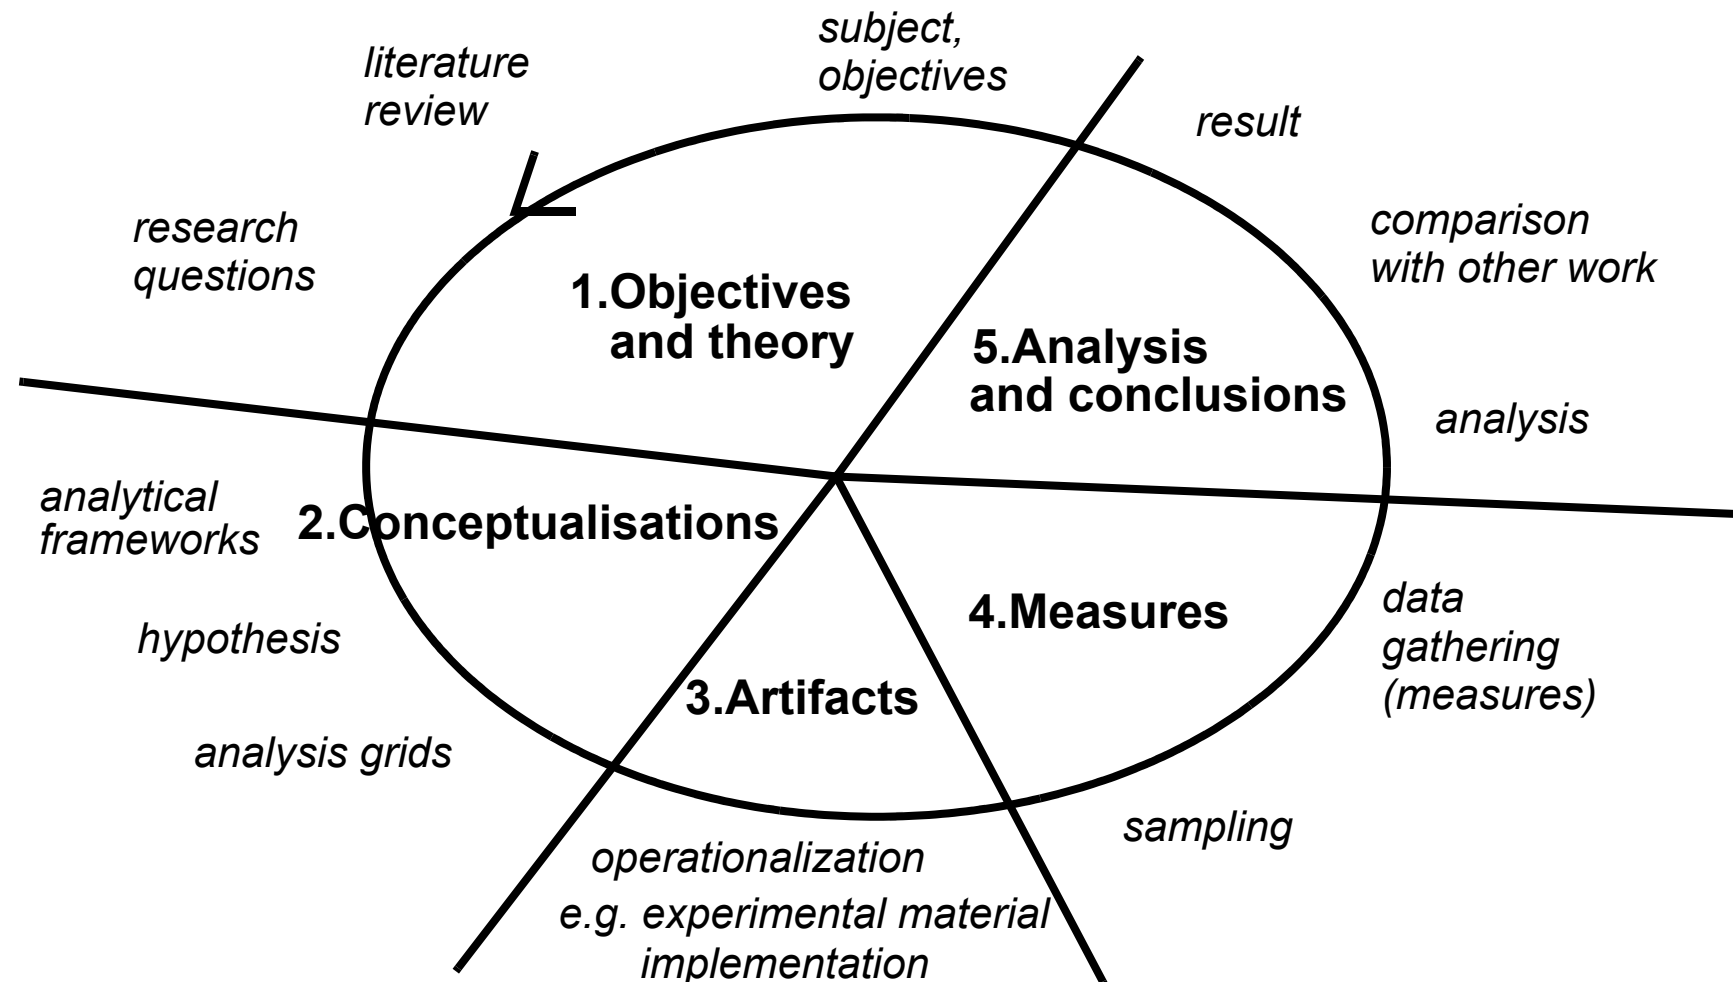 subject,
objectives
literature
review
research
questions
1.Objectives
and theory
result
comparison
with other work
5.Analysis
and conclusions
analysis
analytical
frameworks
2.Conceptualisations
hypothesis
analysis grids
3.Artifacts
operationalization
e.g. experimental material
implementation
4.Measures
data
gathering
(measures)
sampling